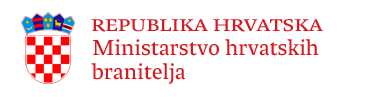 REPUBLIKA HRVATSKA
Ministarstvo hrvatskih
branitelja